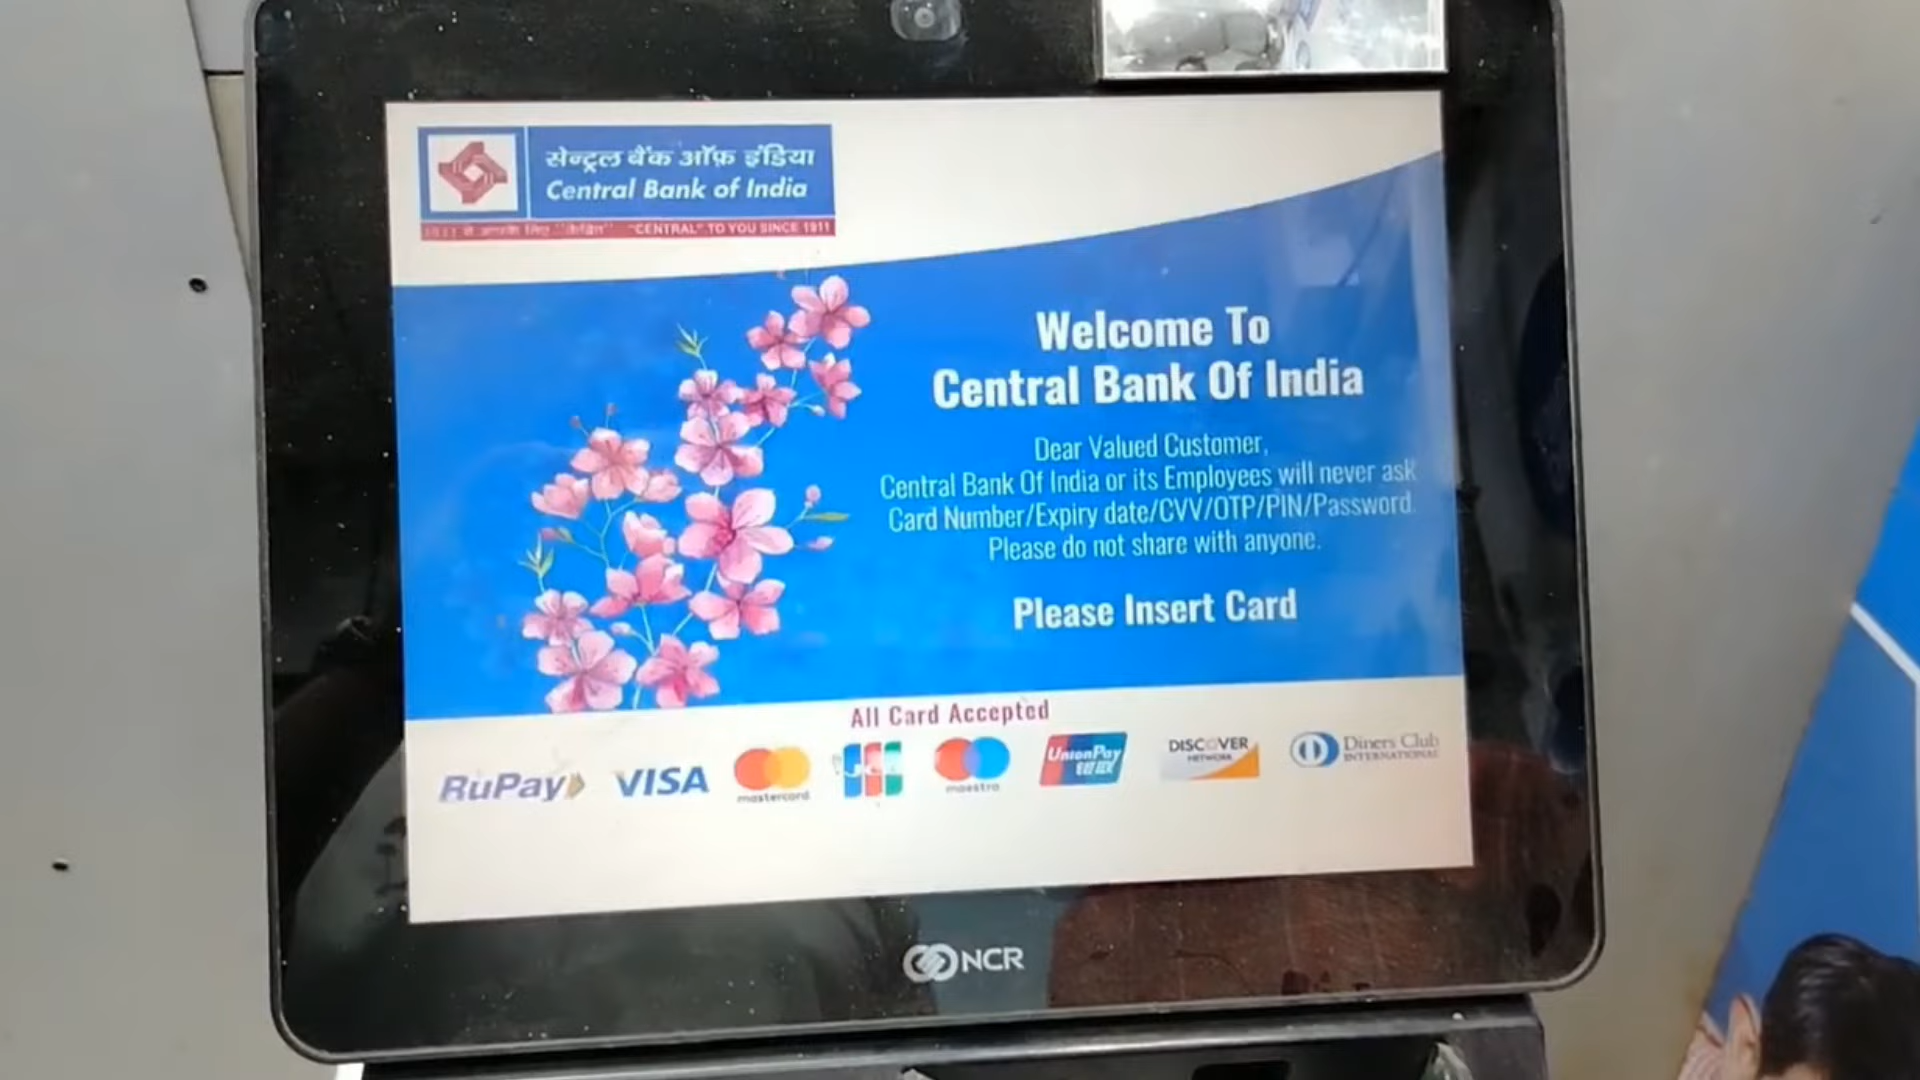 सेन्ट्रल बैंक ऑफ़ इंडिया
Central Bank of India
1911 से आपके लिए "केंद्रित" "CENTRAL" TO YOU SINCE 1911
Welcome To
Central Bank Of India
Dear Valued Customer,
Central Bank Of India or its Employees will never ask
Card Number/Expiry date/CVV/OTP/PIN/Password.
Please do not share with anyone.
Please Insert Card
All Card Accepted
RuPay VISA mastercard JCB maestro UnionPay 银联 DISCOVER NETWORK Diners Club INTERNATIONAL
NCR